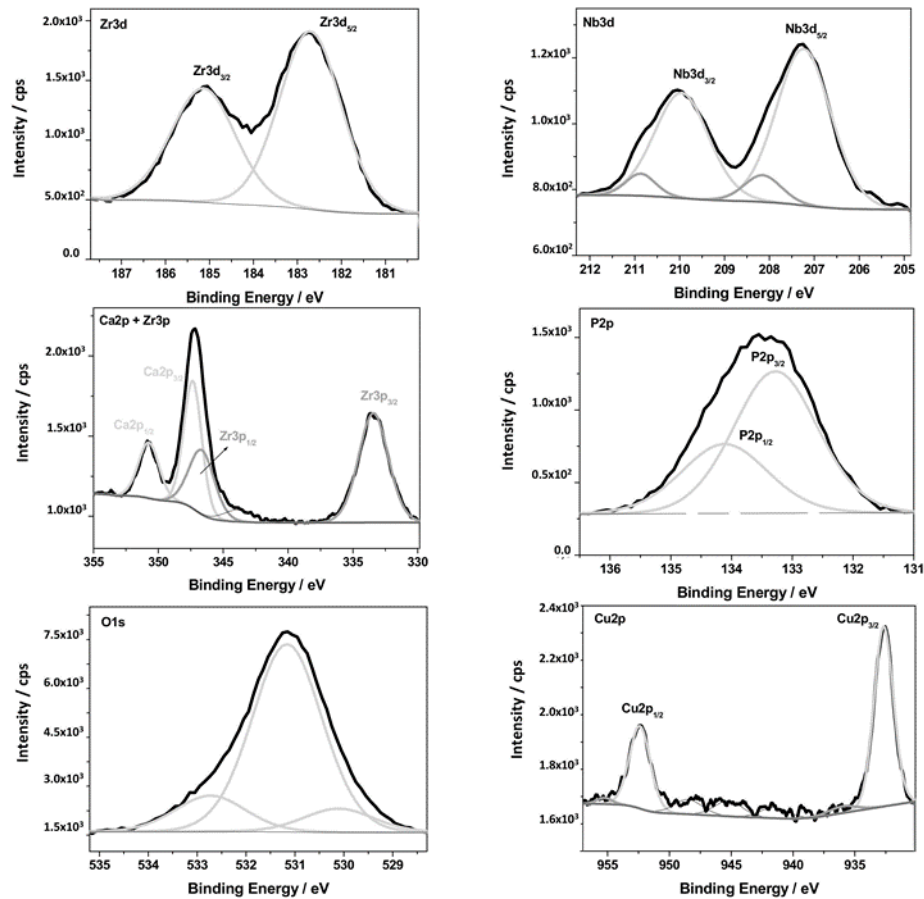 Zr3d
Zr3d5/2
Zr3d3/2
2.0x10³
1.5x10³
1.0x10³
5.0x10²
0.0
Intensity / cps
187 186 185 184 183 182 181
Binding Energy / eV
Nb3d
Nb3d5/2
Nb3d3/2
1.2x10³
1.0x10³
8.0x10²
6.0x10²
Intensity / cps
212 211 210 209 208 207 206 205 204
Binding Energy / eV
Ca2p + Zr3p
Ca2p3/2
Ca2p1/2
Zr3p1/2
Zr3p3/2
2.0x10³
1.5x10³
1.0x10³
Intensity / cps
355 350 345 340 335 330
Binding Energy / eV
P2p
P2p3/2
P2p1/2
1.5x10³
1.0x10³
0.5x10²
0.0
Intensity / cps
136 135 134 133 132 131
Binding Energy / eV
O1s
7.5x10³
6.0x10³
4.5x10³
3.0x10³
1.5x10³
Intensity / cps
535 534 533 532 531 530 529
Binding Energy / eV
Cu2p
Cu2p3/2
Cu2p1/2
2.4x10³
2.2x10³
2.0x10³
1.8x10³
1.6x10³
Intensity / cps
955 950 945 940 935
Binding Energy / eV